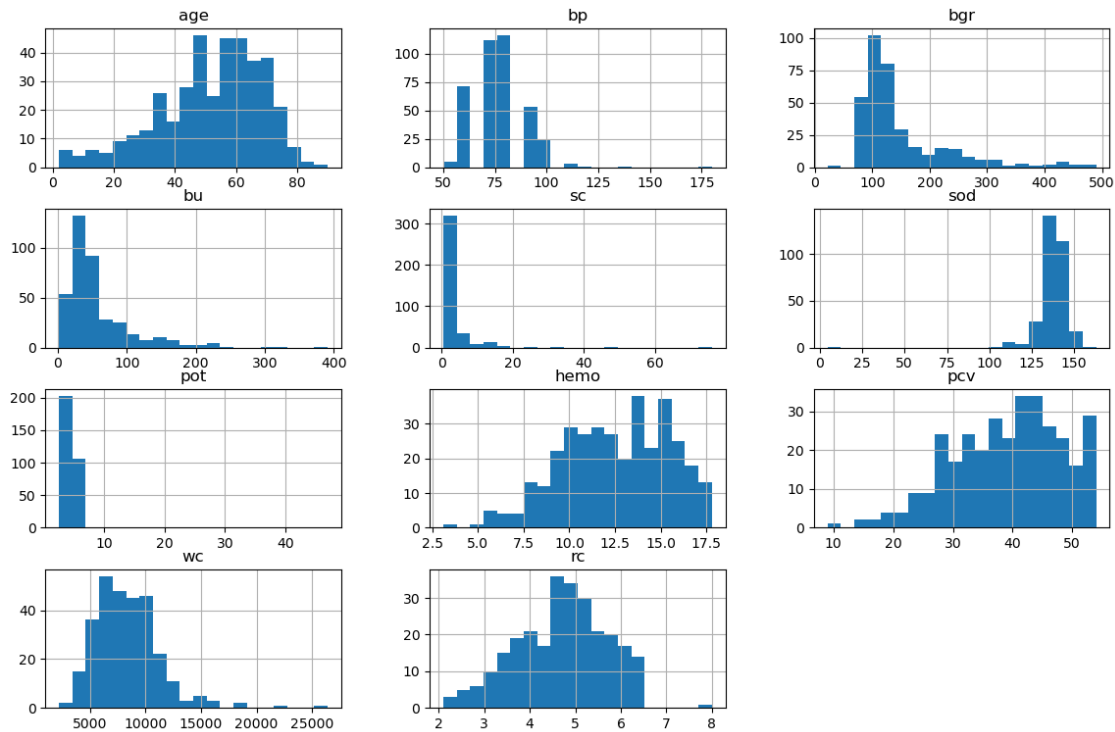 age bp bgr
40 30 20 10 0
0 20 40 60 80
100 75 50 25 0
50 75 100 125 150 175
100 75 50 25 0
0 100 200 300 400 500
bu sc sod
100 50 0
0 100 200 300 400
300 200 100 0
0 20 40 60
100 50 0
0 25 50 75 100 125 150
pot hemo pcv
200 150 100 50 0
10 20 30 40
30 20 10 0
2.5 5.0 7.5 10.0 12.5 15.0 17.5
30 20 10 0
10 20 30 40 50
wc rc
40 20 0
5000 10000 15000 20000 25000
30 20 10 0
2 3 4 5 6 7 8